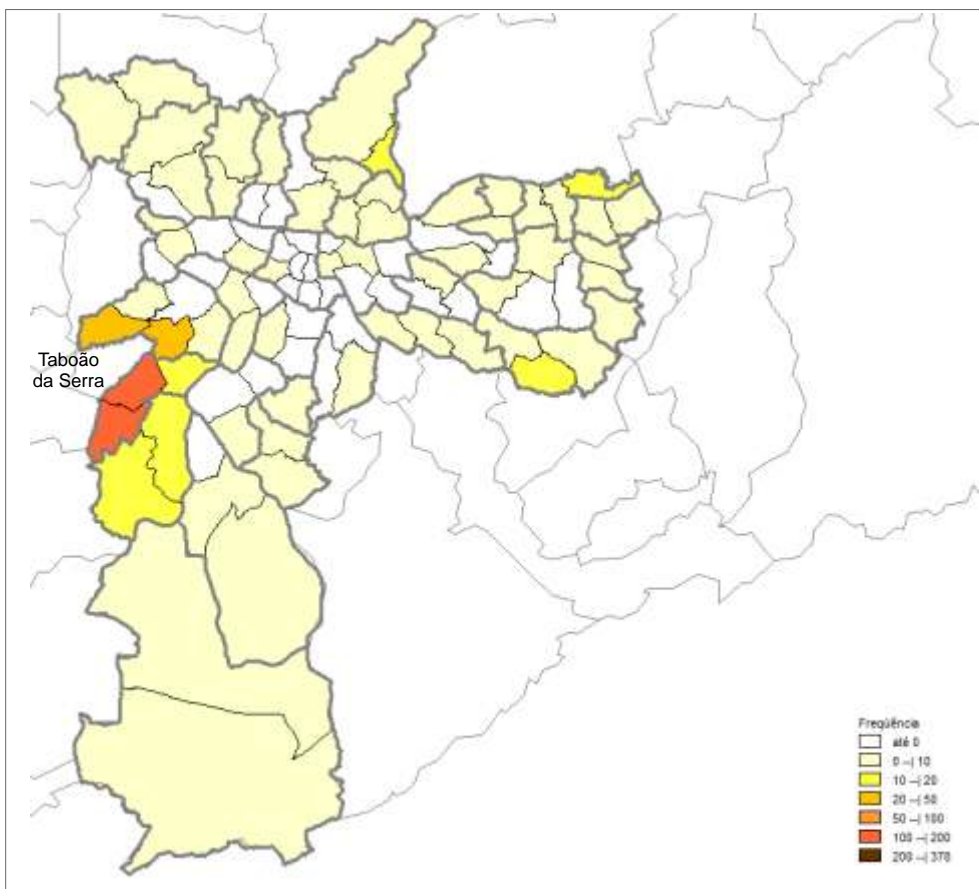 Taboão
da Serra
Freqüência
até 0
0 --| 10
10 --| 20
20 --| 50
50 --| 100
100 --| 200
200 --| 378